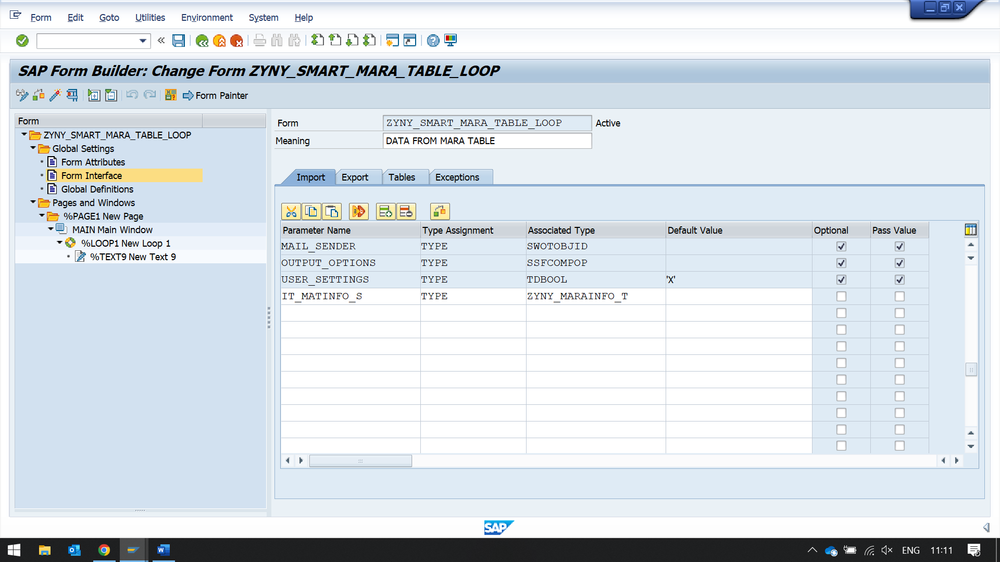 Form Edit Goto Utilities Environment System Help
SAP Form Builder: Change Form ZYNY_SMART_MARA_TABLE_LOOP
Form Painter
Form
ZYNY_SMART_MARA_TABLE_LOOP
Global Settings
Form Attributes
Form Interface
Global Definitions
Pages and Windows
%PAGE1 New Page
MAIN Main Window
%LOOP1 New Loop 1
%TEXT9 New Text 9
Form ZYNY_SMART_MARA_TABLE_LOOP Active
Meaning DATA FROM MARA TABLE
Import Export Tables Exceptions
Parameter Name Type Assignment Associated Type Default Value Optional Pass Value
MAIL_SENDER TYPE SWOTOBJID
OUTPUT_OPTIONS TYPE SSFCOMPOP
USER_SETTINGS TYPE TDBOOL 'X'
IT_MATINFO_S TYPE ZYNY_MARAINFO_T
SAP
ENG 11:11